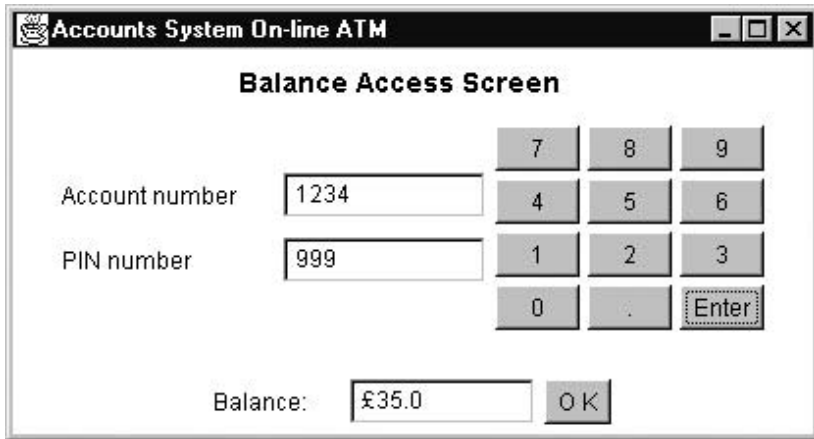 Accounts System On-line ATM
Balance Access Screen
7 8 9
Account number 1234
4 5 6
PIN number 999
1 2 3
0 . Enter
Balance: £35.0 O K